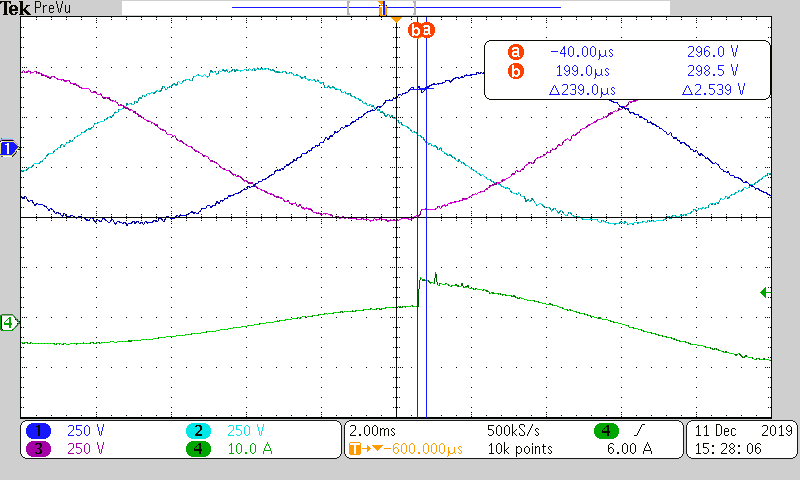 Tek PreVu
T
b a
a −40.00µs 296.0 V
b 199.0µs 298.5 V
Δ239.0µs Δ2.539 V
1
4
1 250 V 2 250 V
3 250 V 4 10.0 A
2.00ms 500kS/s 4
T→▼−600.000µs 10k points 6.00 A
11 Dec 2019
15:28:06